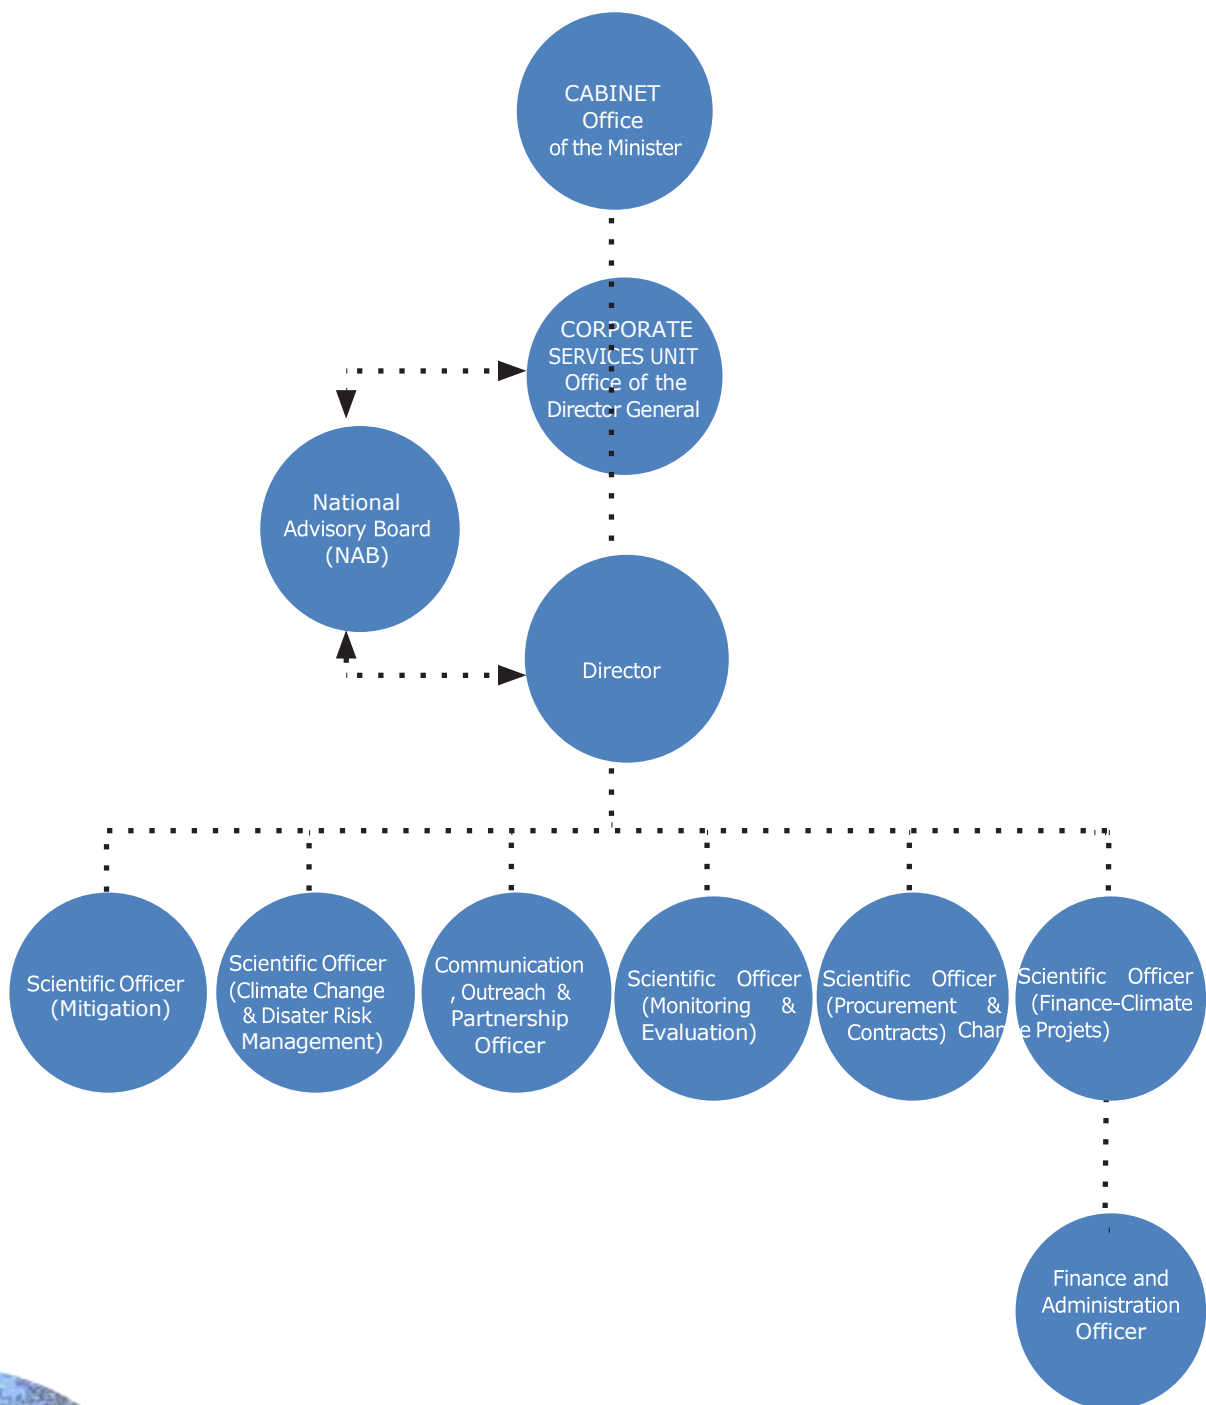 CABINET
Office
of the Minister
CORPORATE
SERVICES UNIT
Office of the
Director General
National
Advisory Board
(NAB)
Director
Scientific Officer
(Mitigation)
Scientific Officer
(Climate Change
& Disater Risk
Management)
Communication
, Outreach &
Partnership
Officer
Scientific Officer
(Monitoring &
Evaluation)
Scientific Officer
(Procurement &
Contracts)
Scientific Officer
(Finance-Climate
Change Projets)
Finance and
Administration
Officer